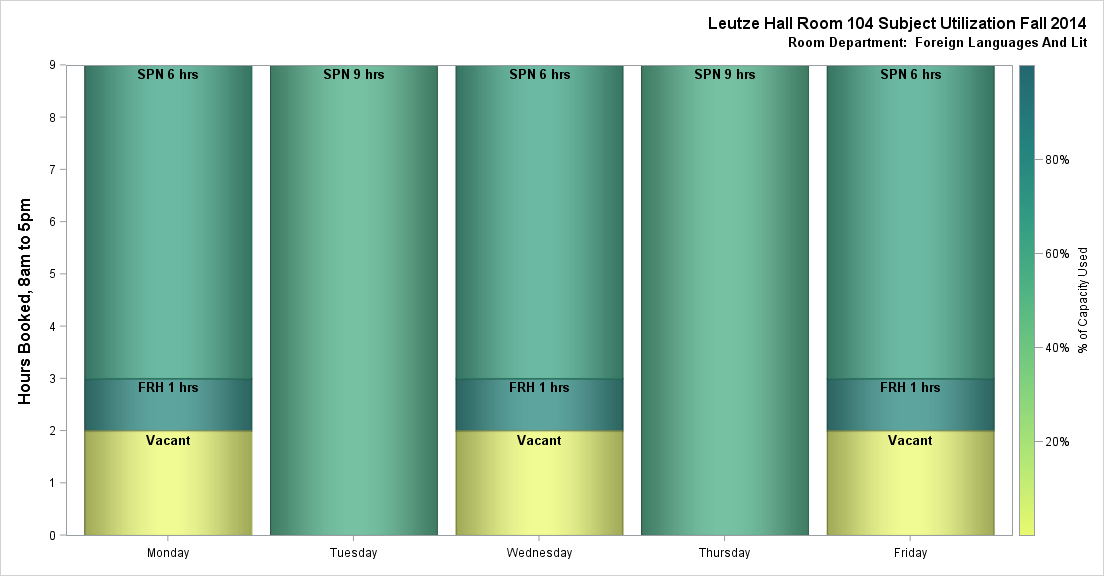 Leutze Hall Room 104 Subject Utilization Fall 2014
Room Department:  Foreign Languages And Lit
Hours Booked, 8am to 5pm
9
8
7
6
5
4
3
2
1
0
SPN 6 hrs
FRH 1 hrs
Vacant
SPN 9 hrs
SPN 6 hrs
FRH 1 hrs
Vacant
SPN 9 hrs
SPN 6 hrs
FRH 1 hrs
Vacant
Monday
Tuesday
Wednesday
Thursday
Friday
80%
60%
40%
20%
% of Capacity Used